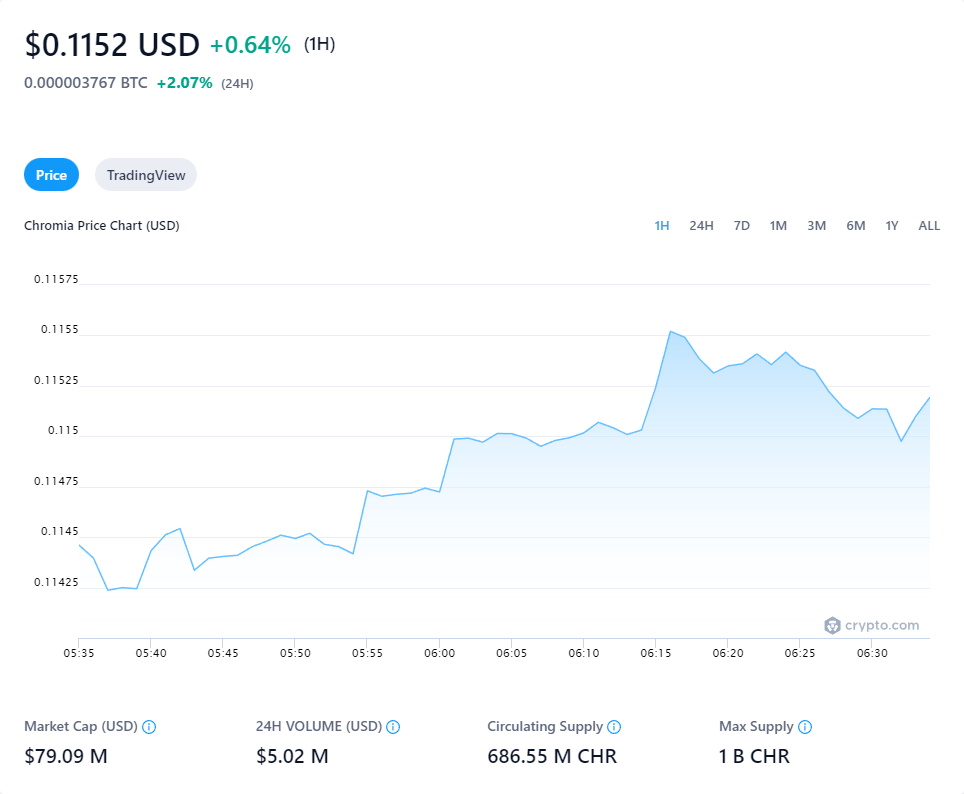 $0.1152 USD +0.64% (1H)
0.000003767 BTC +2.07% (24H)
Price TradingView
Chromia Price Chart (USD) 1H 24H 7D 1M 3M 6M 1Y ALL
0.11575
0.1155
0.11525
0.115
0.11475
0.1145
0.11425
crypto.com
05:35 05:40 05:45 05:50 05:55 06:00 06:05 06:10 06:15 06:20 06:25 06:30
Market Cap (USD) 24H VOLUME (USD) Circulating Supply Max Supply
$79.09 M $5.02 M 686.55 M CHR 1 B CHR